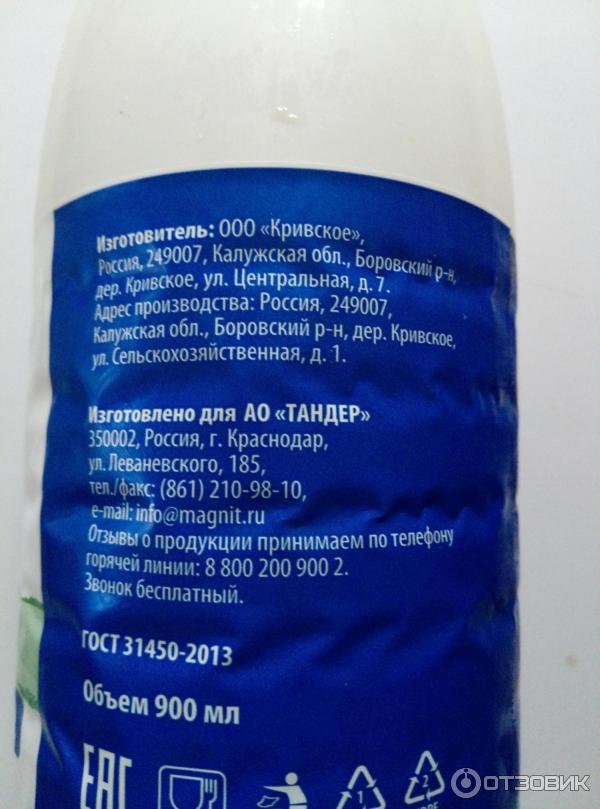 Изготовитель: ООО «Кривское»,
Россия, 249007, Калужская обл., Боровский р-н,
дер. Кривское, ул. Центральная, д. 7.
Адрес производства: Россия, 249007,
Калужская обл., Боровский р-н, дер. Кривское,
ул. Сельскохозяйственная, д. 1.
Изготовлено для АО «ТАНДЕР»
350002, Россия, г. Краснодар,
ул. Леваневского, 185,
тел./факс: (861) 210-98-10,
e-mail: info@magnit.ru
Отзывы о продукции принимаем по телефону
горячей линии: 8 800 200 900 2.
Звонок бесплатный.
ГОСТ 31450-2013
Объем 900 мл
ЕАС
1
2
ОТЗОВИК